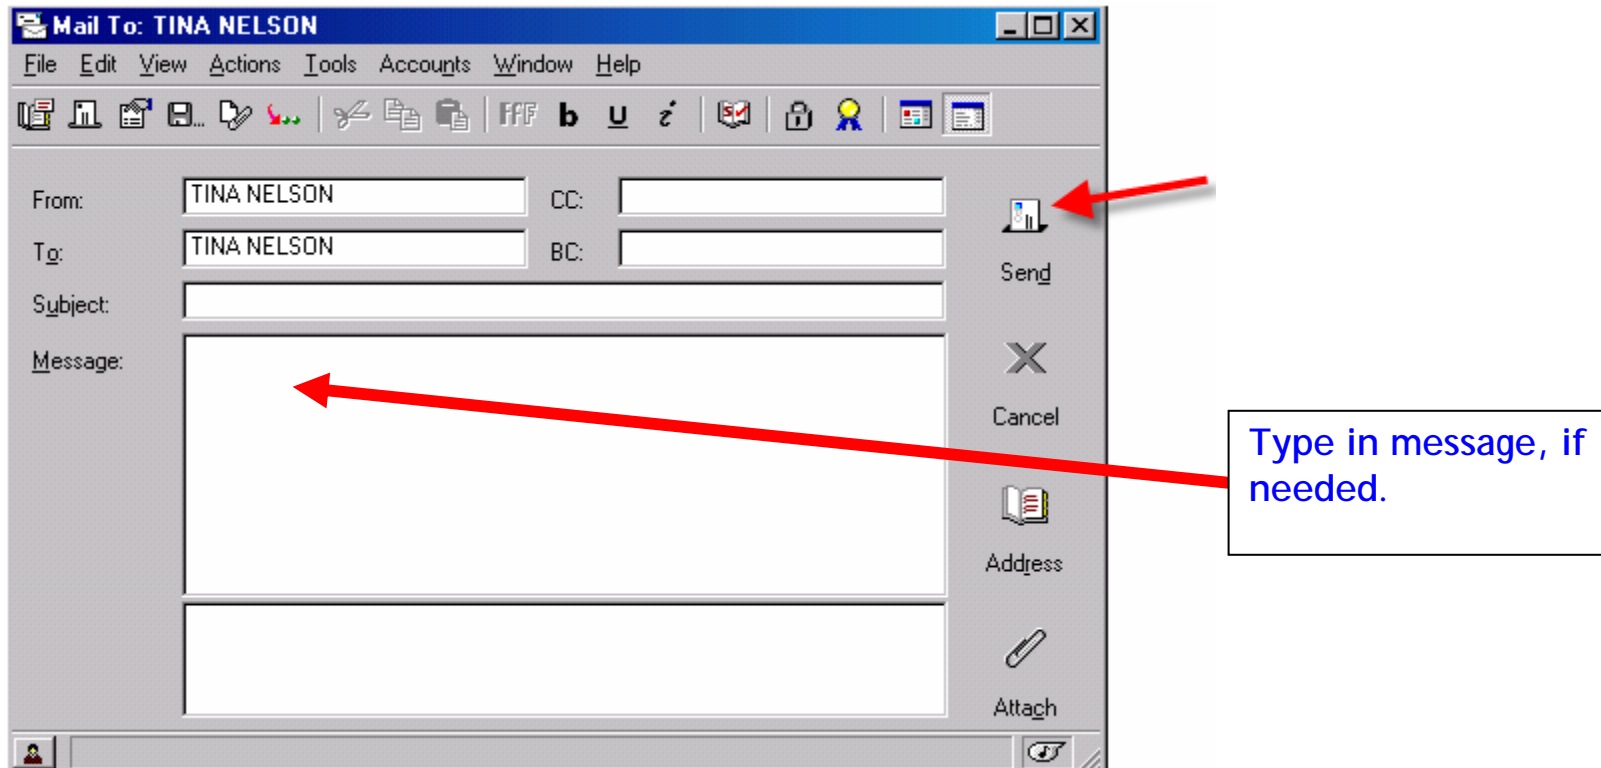 Mail To: TINA NELSON
File Edit View Actions Tools Accounts Window Help
FfF b u i
From: TINA NELSON CC:
To: TINA NELSON BC:
Send
Subject:
Message:
Cancel
Type in message, if
needed.
Address
Attach